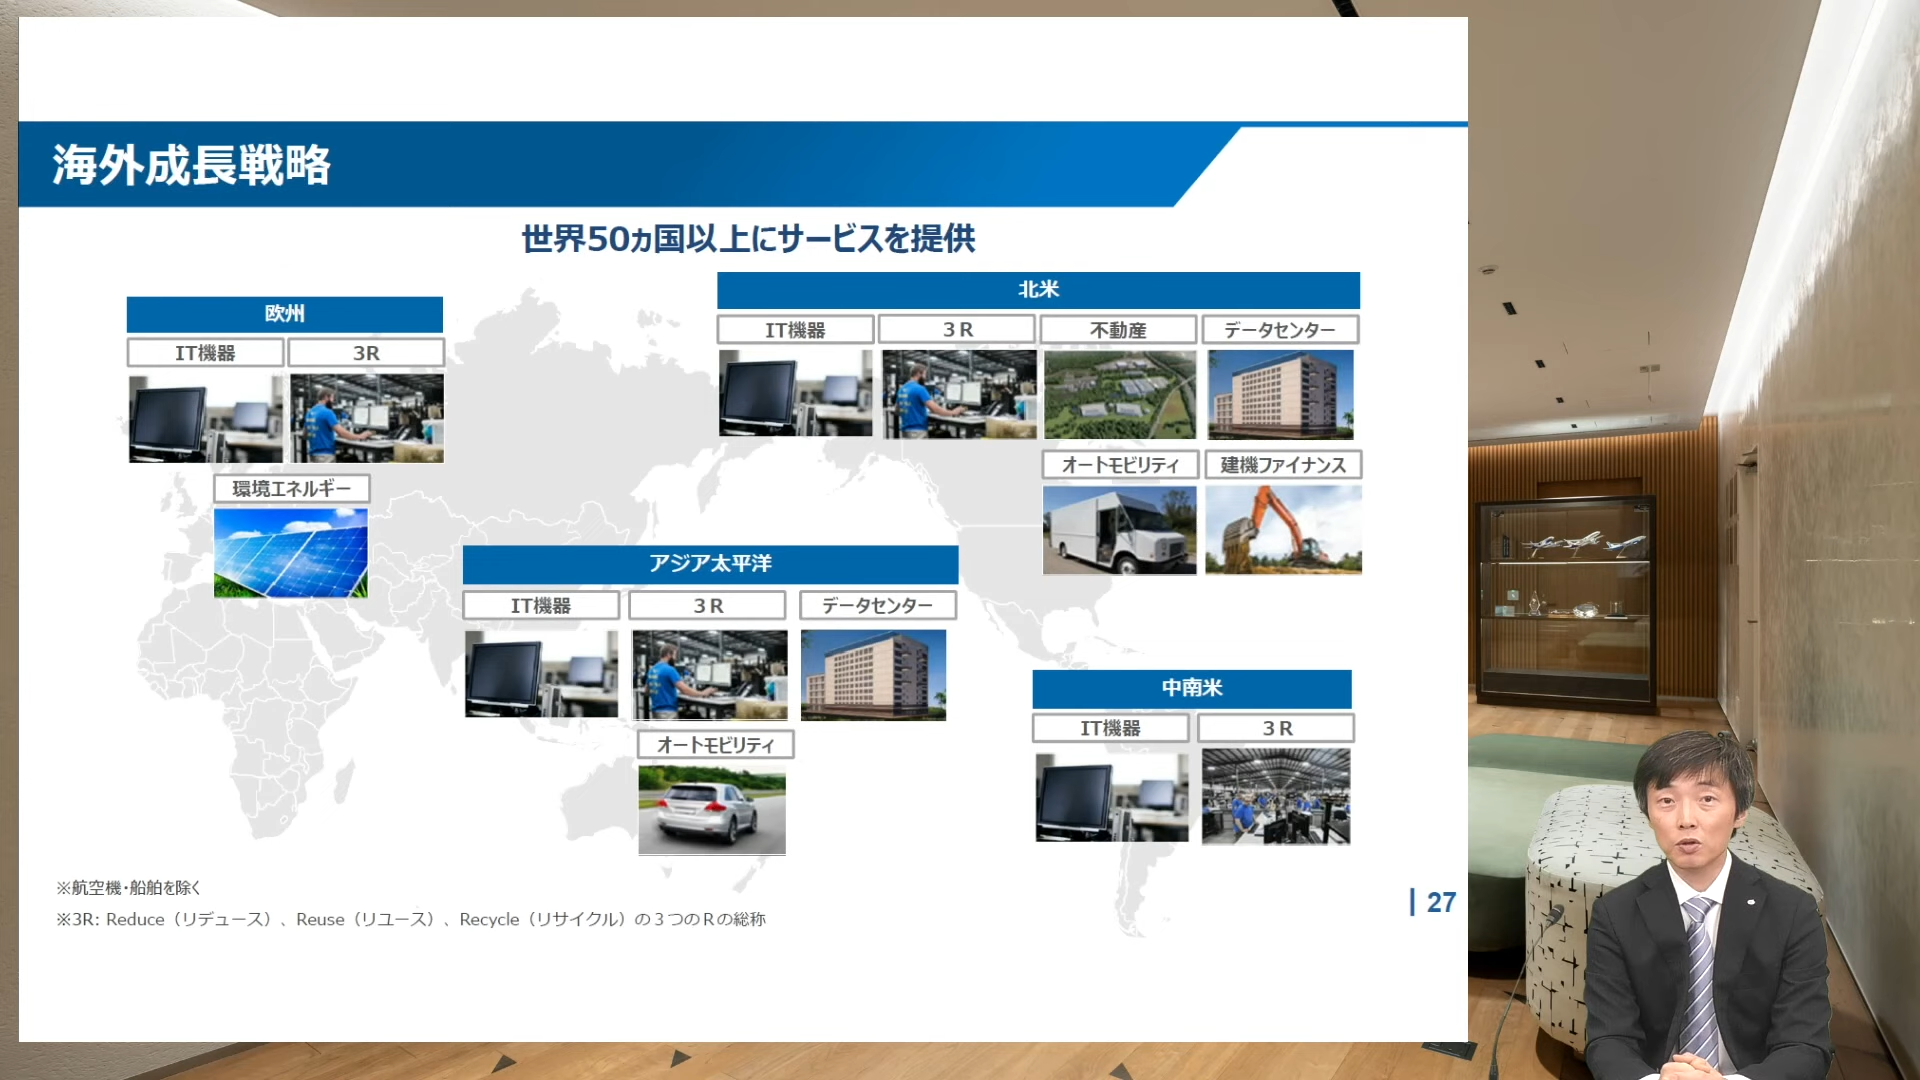 海外成長戦略
世界50ヵ国以上にサービスを提供
欧州
IT機器
3R
環境エネルギー
北米
IT機器
３Ｒ
不動産
データセンター
オートモビリティ
建機ファイナンス
アジア太平洋
IT機器
３Ｒ
データセンター
オートモビリティ
中南米
IT機器
３Ｒ
※航空機・船舶を除く
※3R: Reduce（リデュース）、Reuse（リユース）、Recycle（リサイクル）の３つのＲの総称
27